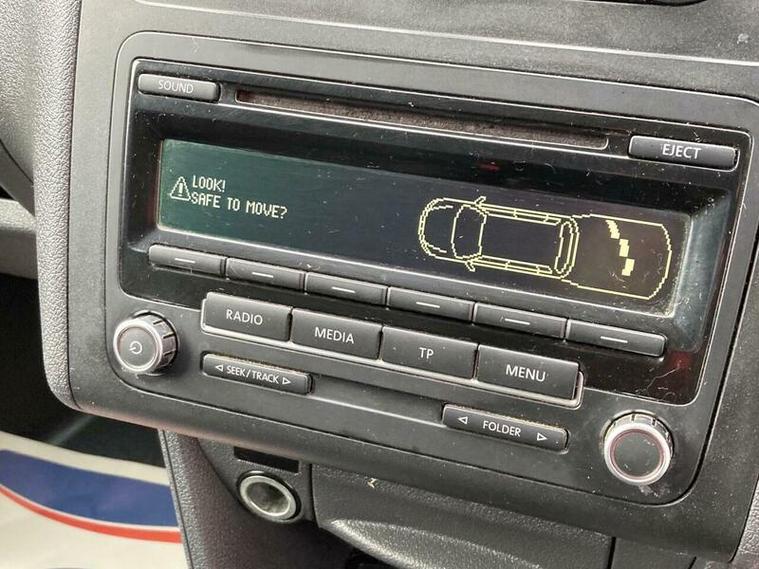 SOUND
EJECT
LOOK!
SAFE TO MOVE?
RADIO
MEDIA
TP
MENU
SEEK/TRACK
FOLDER